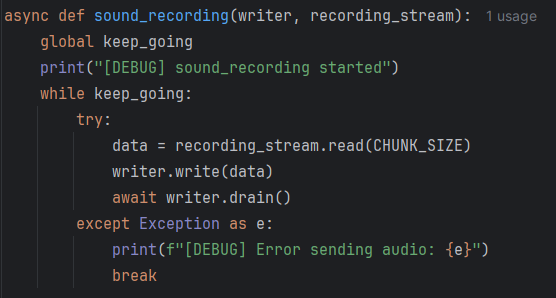 async def sound_recording(writer, recording_stream): 1 usage
    global keep_going
    print("[DEBUG] sound_recording started")
    while keep_going:
        try:
            data = recording_stream.read(CHUNK_SIZE)
            writer.write(data)
            await writer.drain()
        except Exception as e:
            print(f"[DEBUG] Error sending audio: {e}")
            break